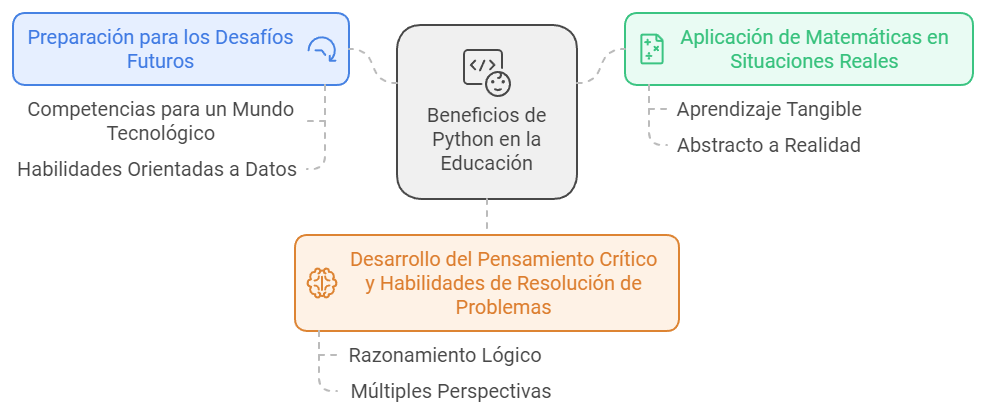 Preparación para los Desafíos
Futuros
Competencias para un Mundo
Tecnológico
Habilidades Orientadas a Datos
Beneficios de
Python en la
Educación
Aplicación de Matemáticas en
Situaciones Reales
Aprendizaje Tangible
Abstracto a Realidad
Desarrollo del Pensamiento Crítico
y Habilidades de Resolución de
Problemas
Razonamiento Lógico
Múltiples Perspectivas